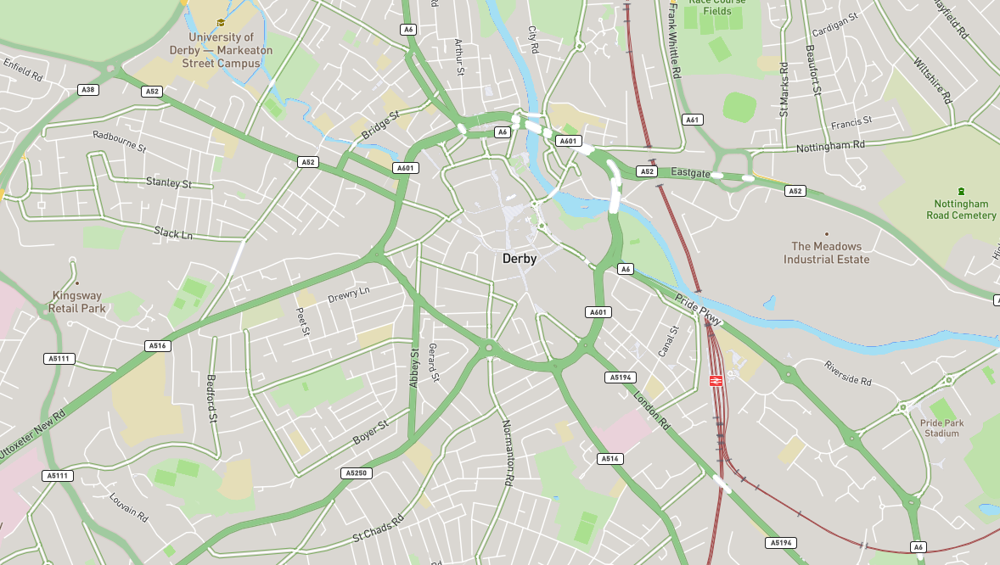 Race Course
Fields
Rd
A6
City Rd
Arthur St
Frank Whittle Rd
Cardigan St
Mayfield Rd
University of
Derby — Markeaton
Street Campus
Enfield Rd
A38
A52
St Marks Rd
Beaufort St
Wiltshire Rd
A61
Francis St
Bridge St
A6
A601
Nottingham Rd
Radbourne St
A52
A601
A52
Eastgate
A52
Stanley St
Nottingham
Road Cemetery
Slack Ln
The Meadows
Industrial Estate
Derby
A6
Kingsway
Retail Park
Drewry Ln
Pride Pkwy
A601
Peet St
Canal St
A516
A5111
Abbey St
Gerard St
Riverside Rd
A5194
Bedford St
London Rd
Uttoxeter New Rd
Boyer St
Normanton Rd
Pride Park
Stadium
A514
A5111
A5250
Louvain Rd
St Chads Rd
A5194
A6
Rd